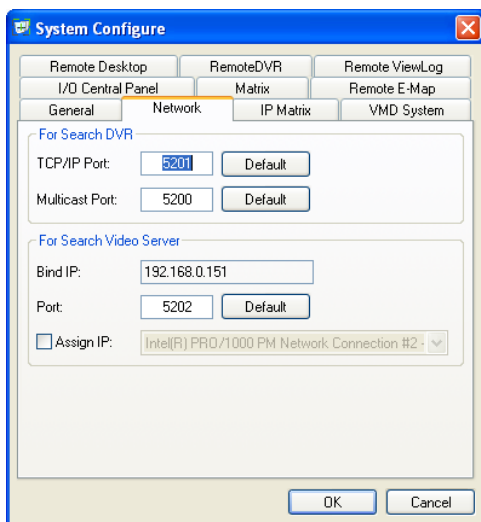 System Configure
Remote Desktop RemoteDVR Remote ViewLog
I/O Central Panel Matrix Remote E-Map
General Network IP Matrix VMD System
For Search DVR
TCP/IP Port: 5201 Default
Multicast Port: 5200 Default
For Search Video Server
Bind IP: 192.168.0.151
Port: 5202 Default
Assign IP: Intel(R) PRO/1000 PM Network Connection #2 -
OK Cancel